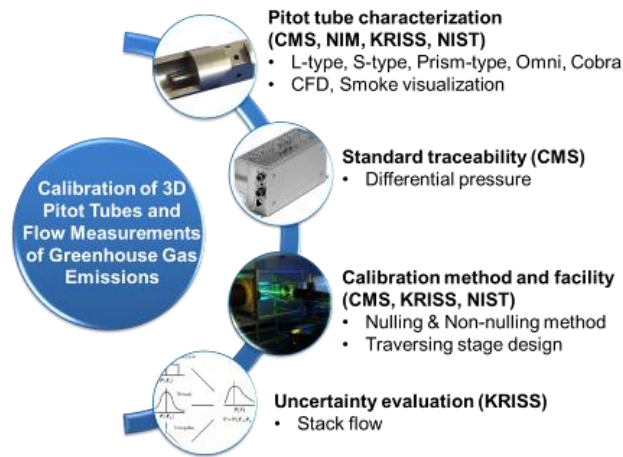 Pitot tube characterization
(CMS, NIM, KRISS, NIST)
• L-type, S-type, Prism-type, Omni, Cobra
• CFD, Smoke visualization
Standard traceability (CMS)
• Differential pressure
Calibration of 3D
Pitot Tubes and
Flow Measurements
of Greenhouse Gas
Emissions
Calibration method and facility
(CMS, KRISS, NIST)
• Nulling & Non-nulling method
• Traversing stage design
Uncertainty evaluation (KRISS)
• Stack flow